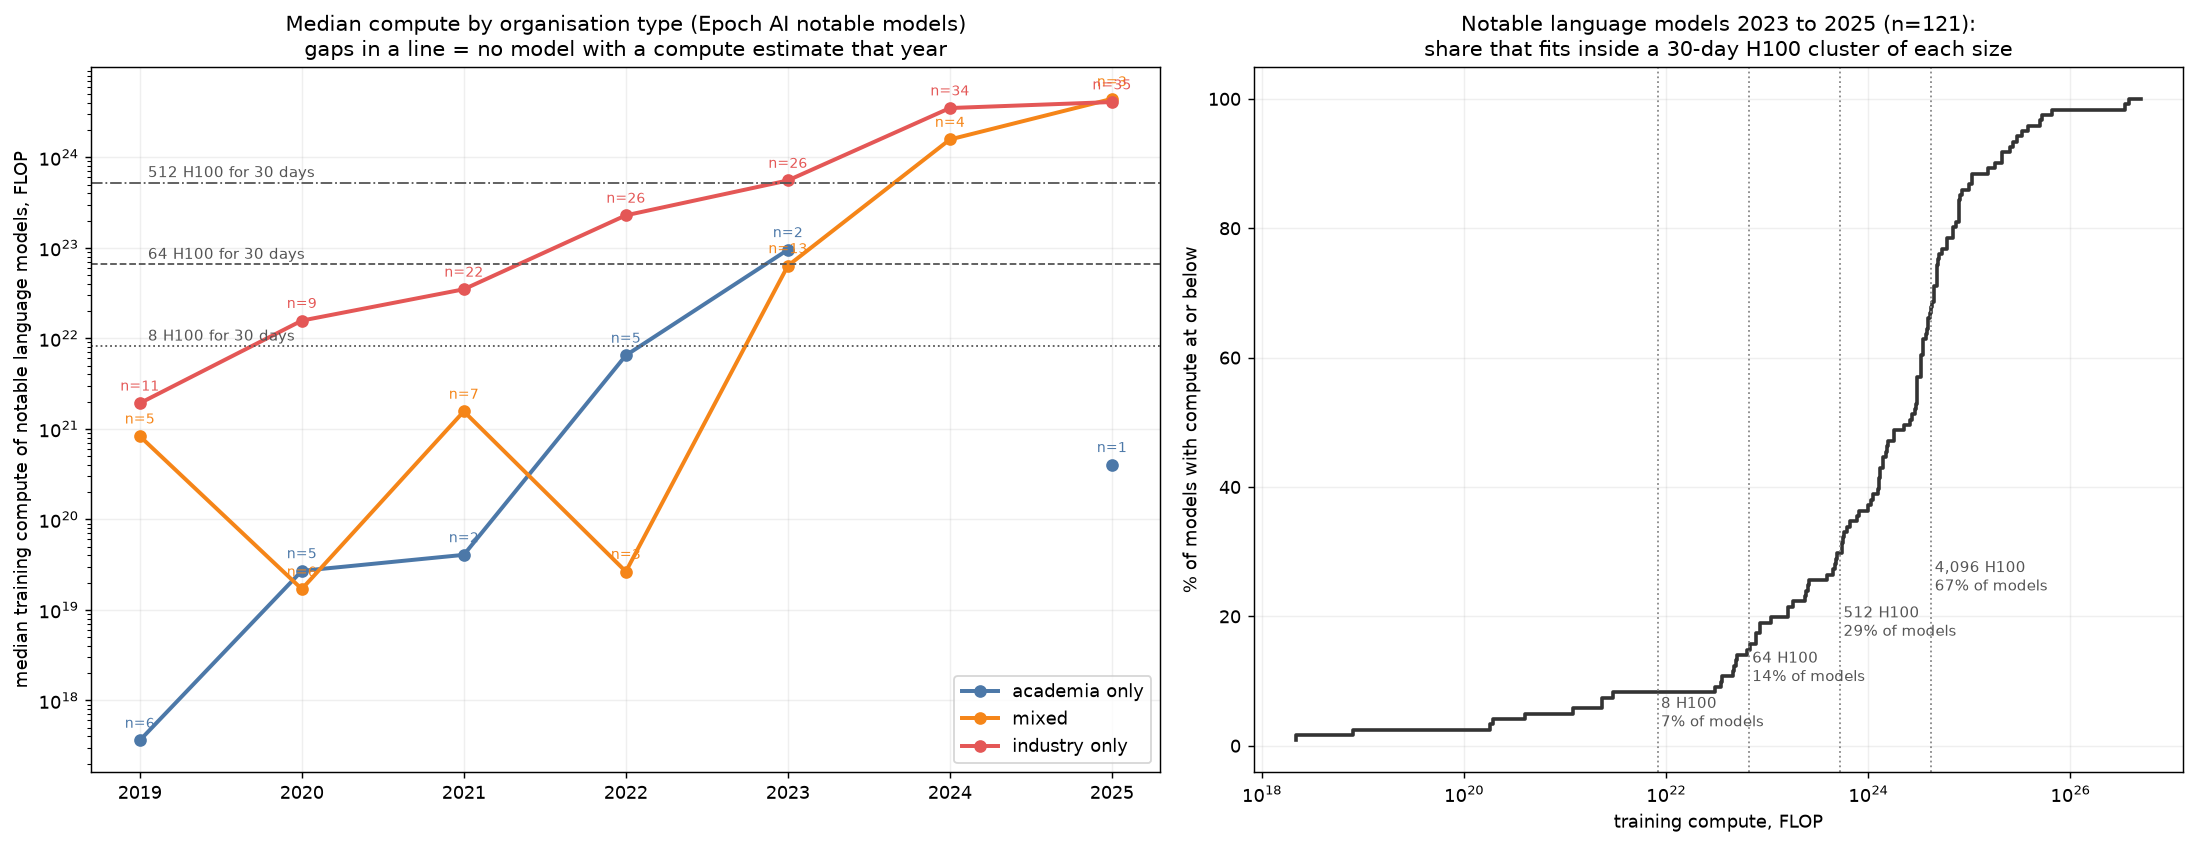 Median compute by organisation type (Epoch AI notable models)
gaps in a line = no model with a compute estimate that year
median training compute of notable language models, FLOP
10^24
10^23
10^22
10^21
10^20
10^19
10^18
512 H100 for 30 days
64 H100 for 30 days
8 H100 for 30 days
n=11
n=9
n=22
n=26
n=26
n=34
n=35
n=5
n=7
n=13
n=4
n=6
n=5
n=2
n=5
n=2
n=1
academia only
mixed
industry only
2019
2020
2021
2022
2023
2024
2025
Notable language models 2023 to 2025 (n=121):
share that fits inside a 30-day H100 cluster of each size
% of models with compute at or below
100
80
60
40
20
0
4,096 H100
67% of models
512 H100
29% of models
64 H100
14% of models
8 H100
7% of models
10^18
10^20
10^22
10^24
10^26
training compute, FLOP